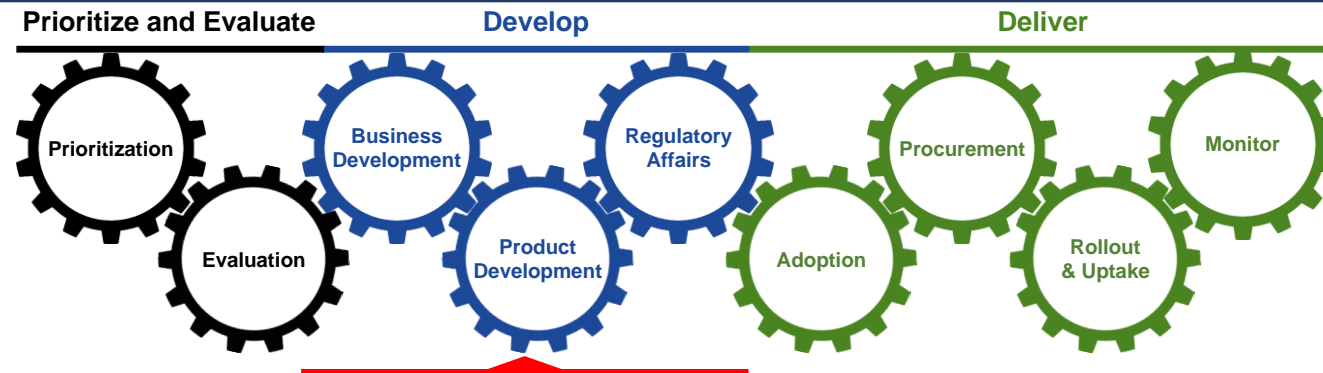 Prioritize and Evaluate
Develop
Deliver
Prioritization
Evaluation
Business
Development
Product
Development
Regulatory
Affairs
Adoption
Procurement
Rollout
& Uptake
Monitor